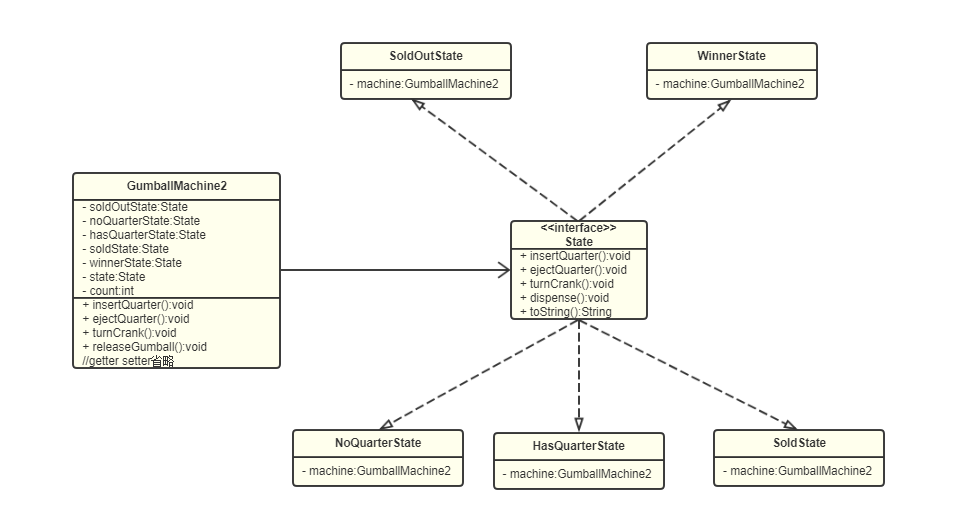 SoldOutState
- machine:GumballMachine2
WinnerState
- machine:GumballMachine2
GumballMachine2
- soldOutState:State
- noQuarterState:State
- hasQuarterState:State
- soldState:State
- winnerState:State
- state:State
- count:int
+ insertQuarter():void
+ ejectQuarter():void
+ turnCrank():void
+ releaseGumball():void
//getter setter省略
<<interface>>
State
+ insertQuarter():void
+ ejectQuarter():void
+ turnCrank():void
+ dispense():void
+ toString():String
NoQuarterState
- machine:GumballMachine2
HasQuarterState
- machine:GumballMachine2
SoldState
- machine:GumballMachine2